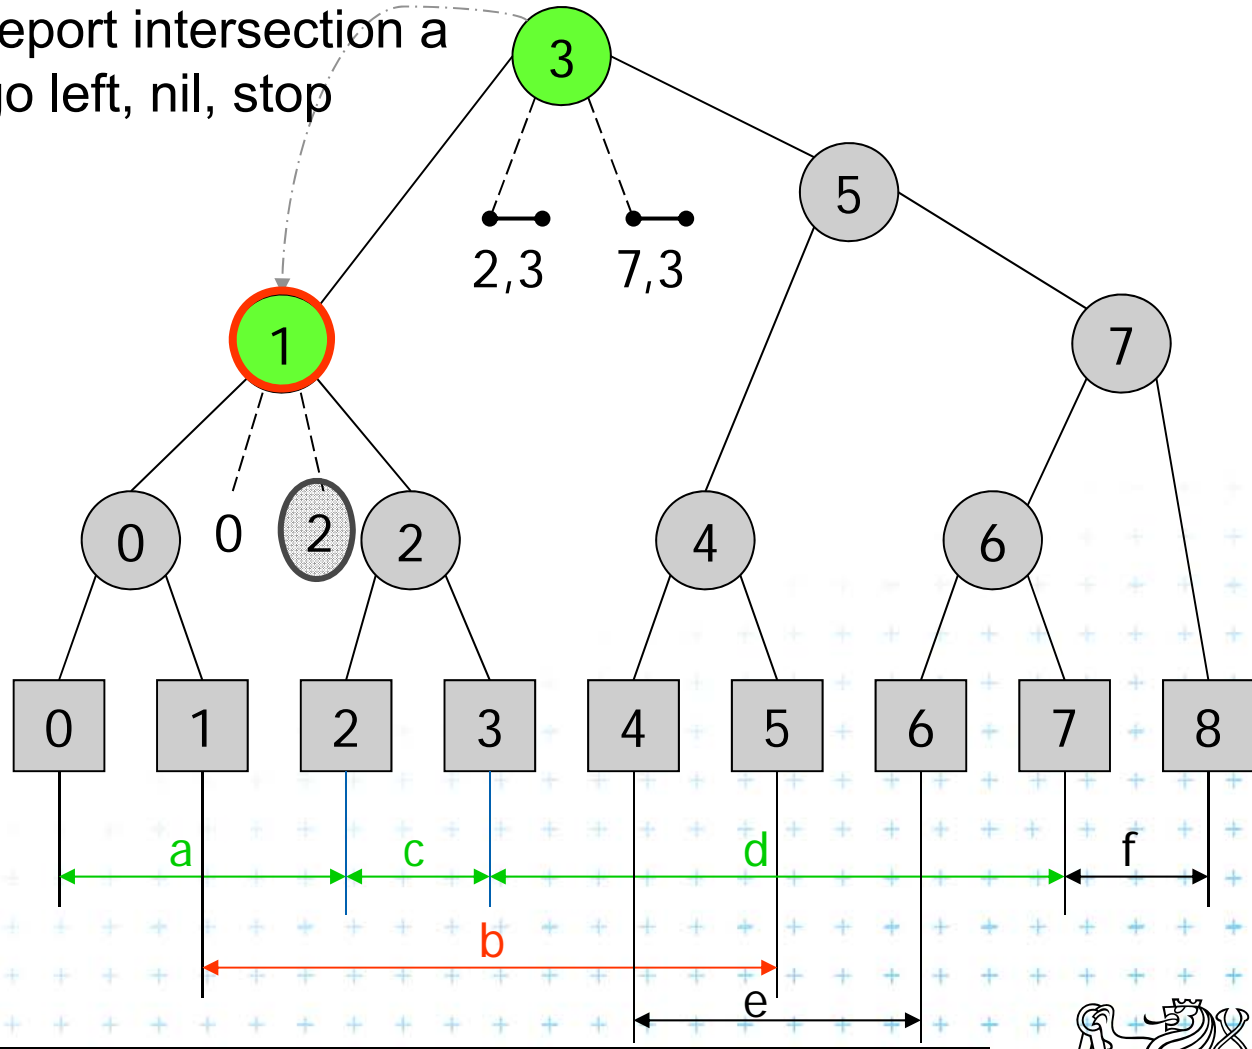 eport intersection a
go left, nil, stop
3
5
2,3 7,3
1
7
0 0 2 2 4 6
0 1 2 3 4 5 6 7 8
a c d f
b
e